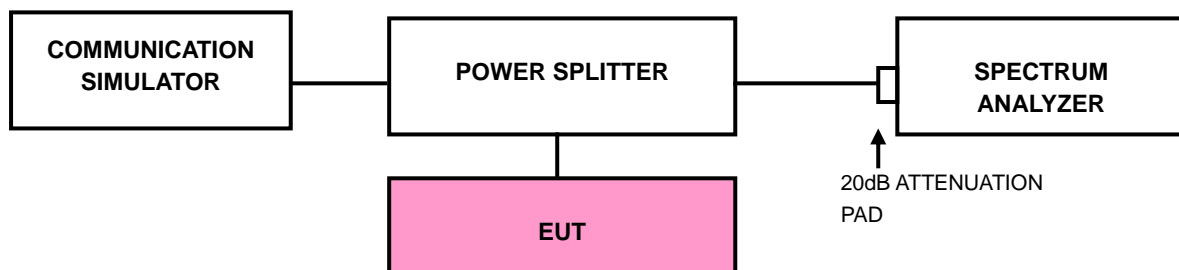 COMMUNICATION
SIMULATOR
POWER SPLITTER
SPECTRUM
ANALYZER
20dB ATTENUATION
PAD
EUT